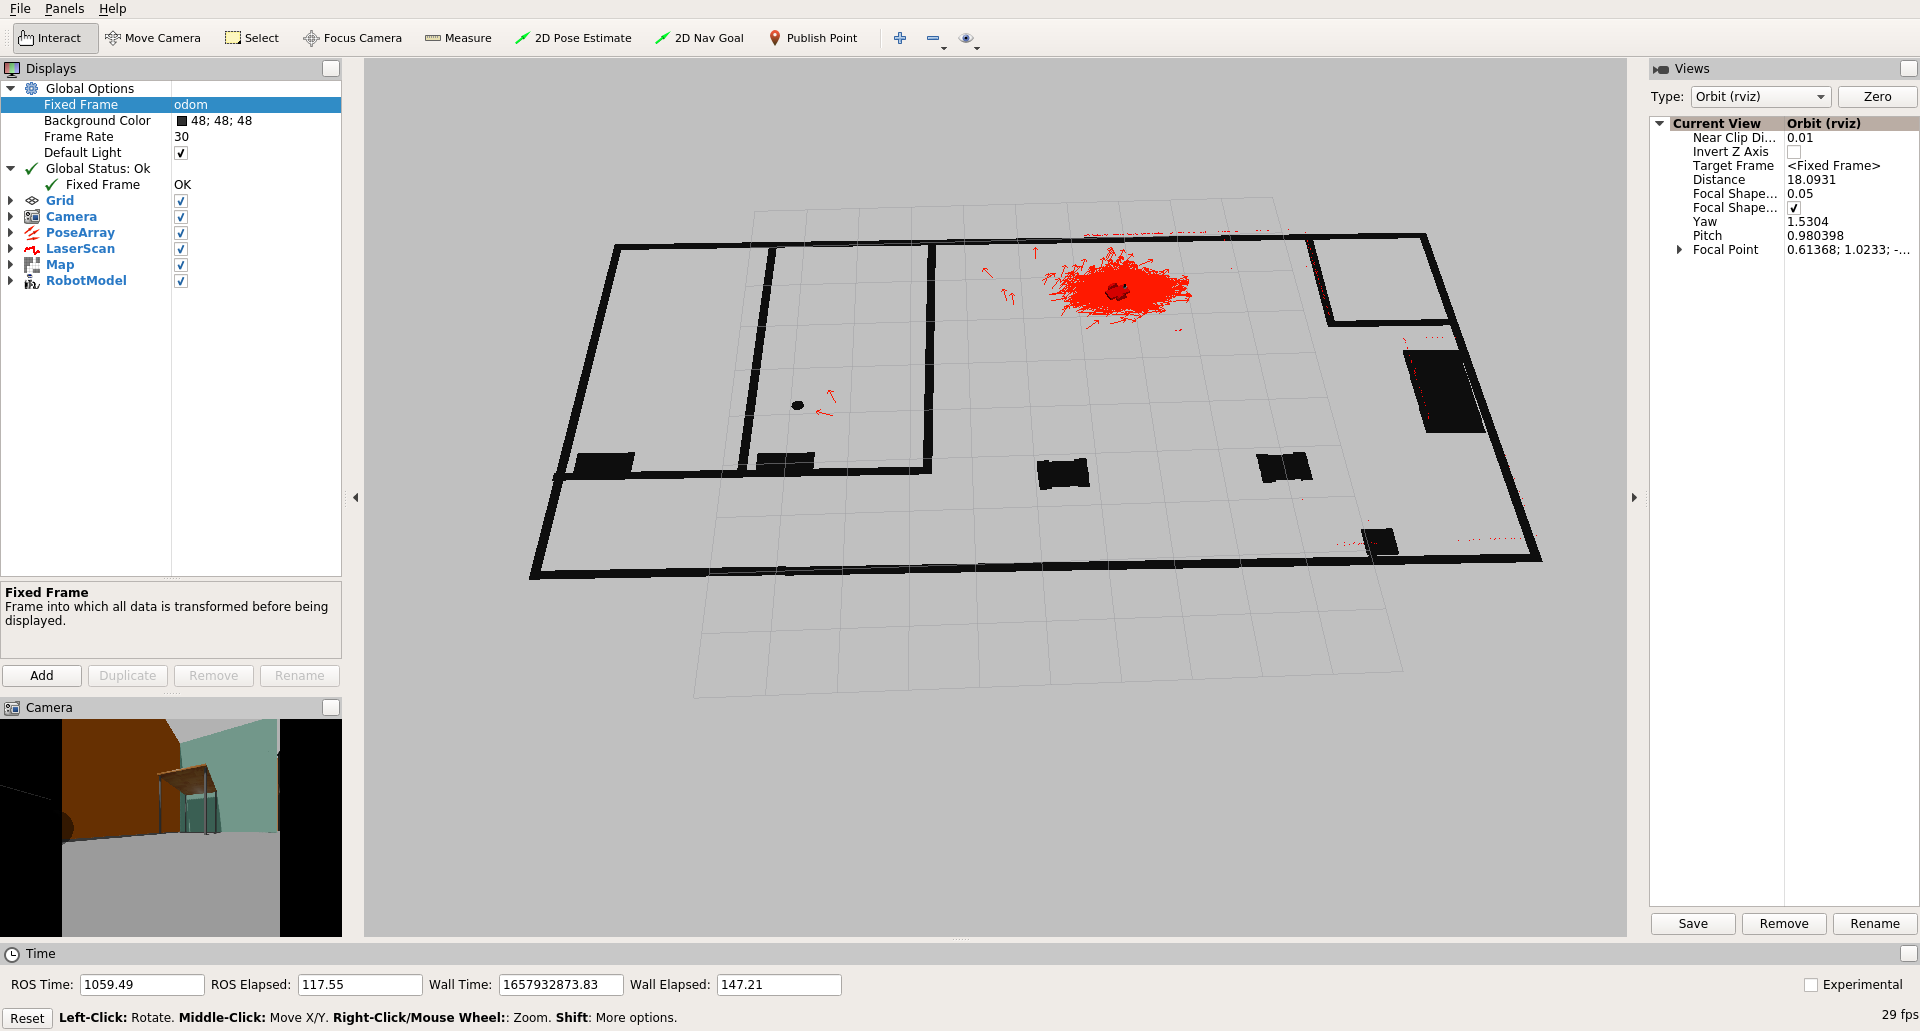 File Panels Help
Interact Move Camera Select Focus Camera Measure 2D Pose Estimate 2D Nav Goal Publish Point
Displays
Global Options
Fixed Frame odom
Background Color 48; 48; 48
Frame Rate 30
Default Light
Global Status: Ok
Fixed Frame OK
Grid
Camera
PoseArray
LaserScan
Map
RobotModel
Fixed Frame
Frame into which all data is transformed before being
displayed.
Add Duplicate Remove Rename
Camera
Views
Type: Orbit (rviz) Zero
Current View Orbit (rviz)
Near Clip Di... 0.01
Invert Z Axis
Target Frame <Fixed Frame>
Distance 18.0931
Focal Shape... 0.05
Focal Shape...
Yaw 1.5304
Pitch 0.980398
Focal Point 0.61368; 1.0233; -...
Save Remove Rename
Time
ROS Time: 1059.49 ROS Elapsed: 117.55 Wall Time: 1657932873.83 Wall Elapsed: 147.21 Experimental
Reset Left-Click: Rotate. Middle-Click: Move X/Y. Right-Click/Mouse Wheel:: Zoom. Shift: More options. 29 fps